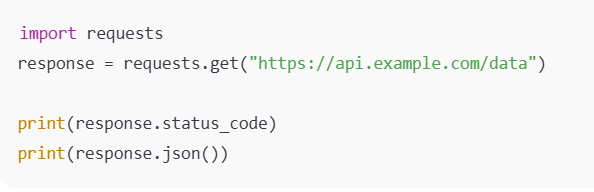 import requests
response = requests.get("https://api.example.com/data")
print(response.status_code)
print(response.json())